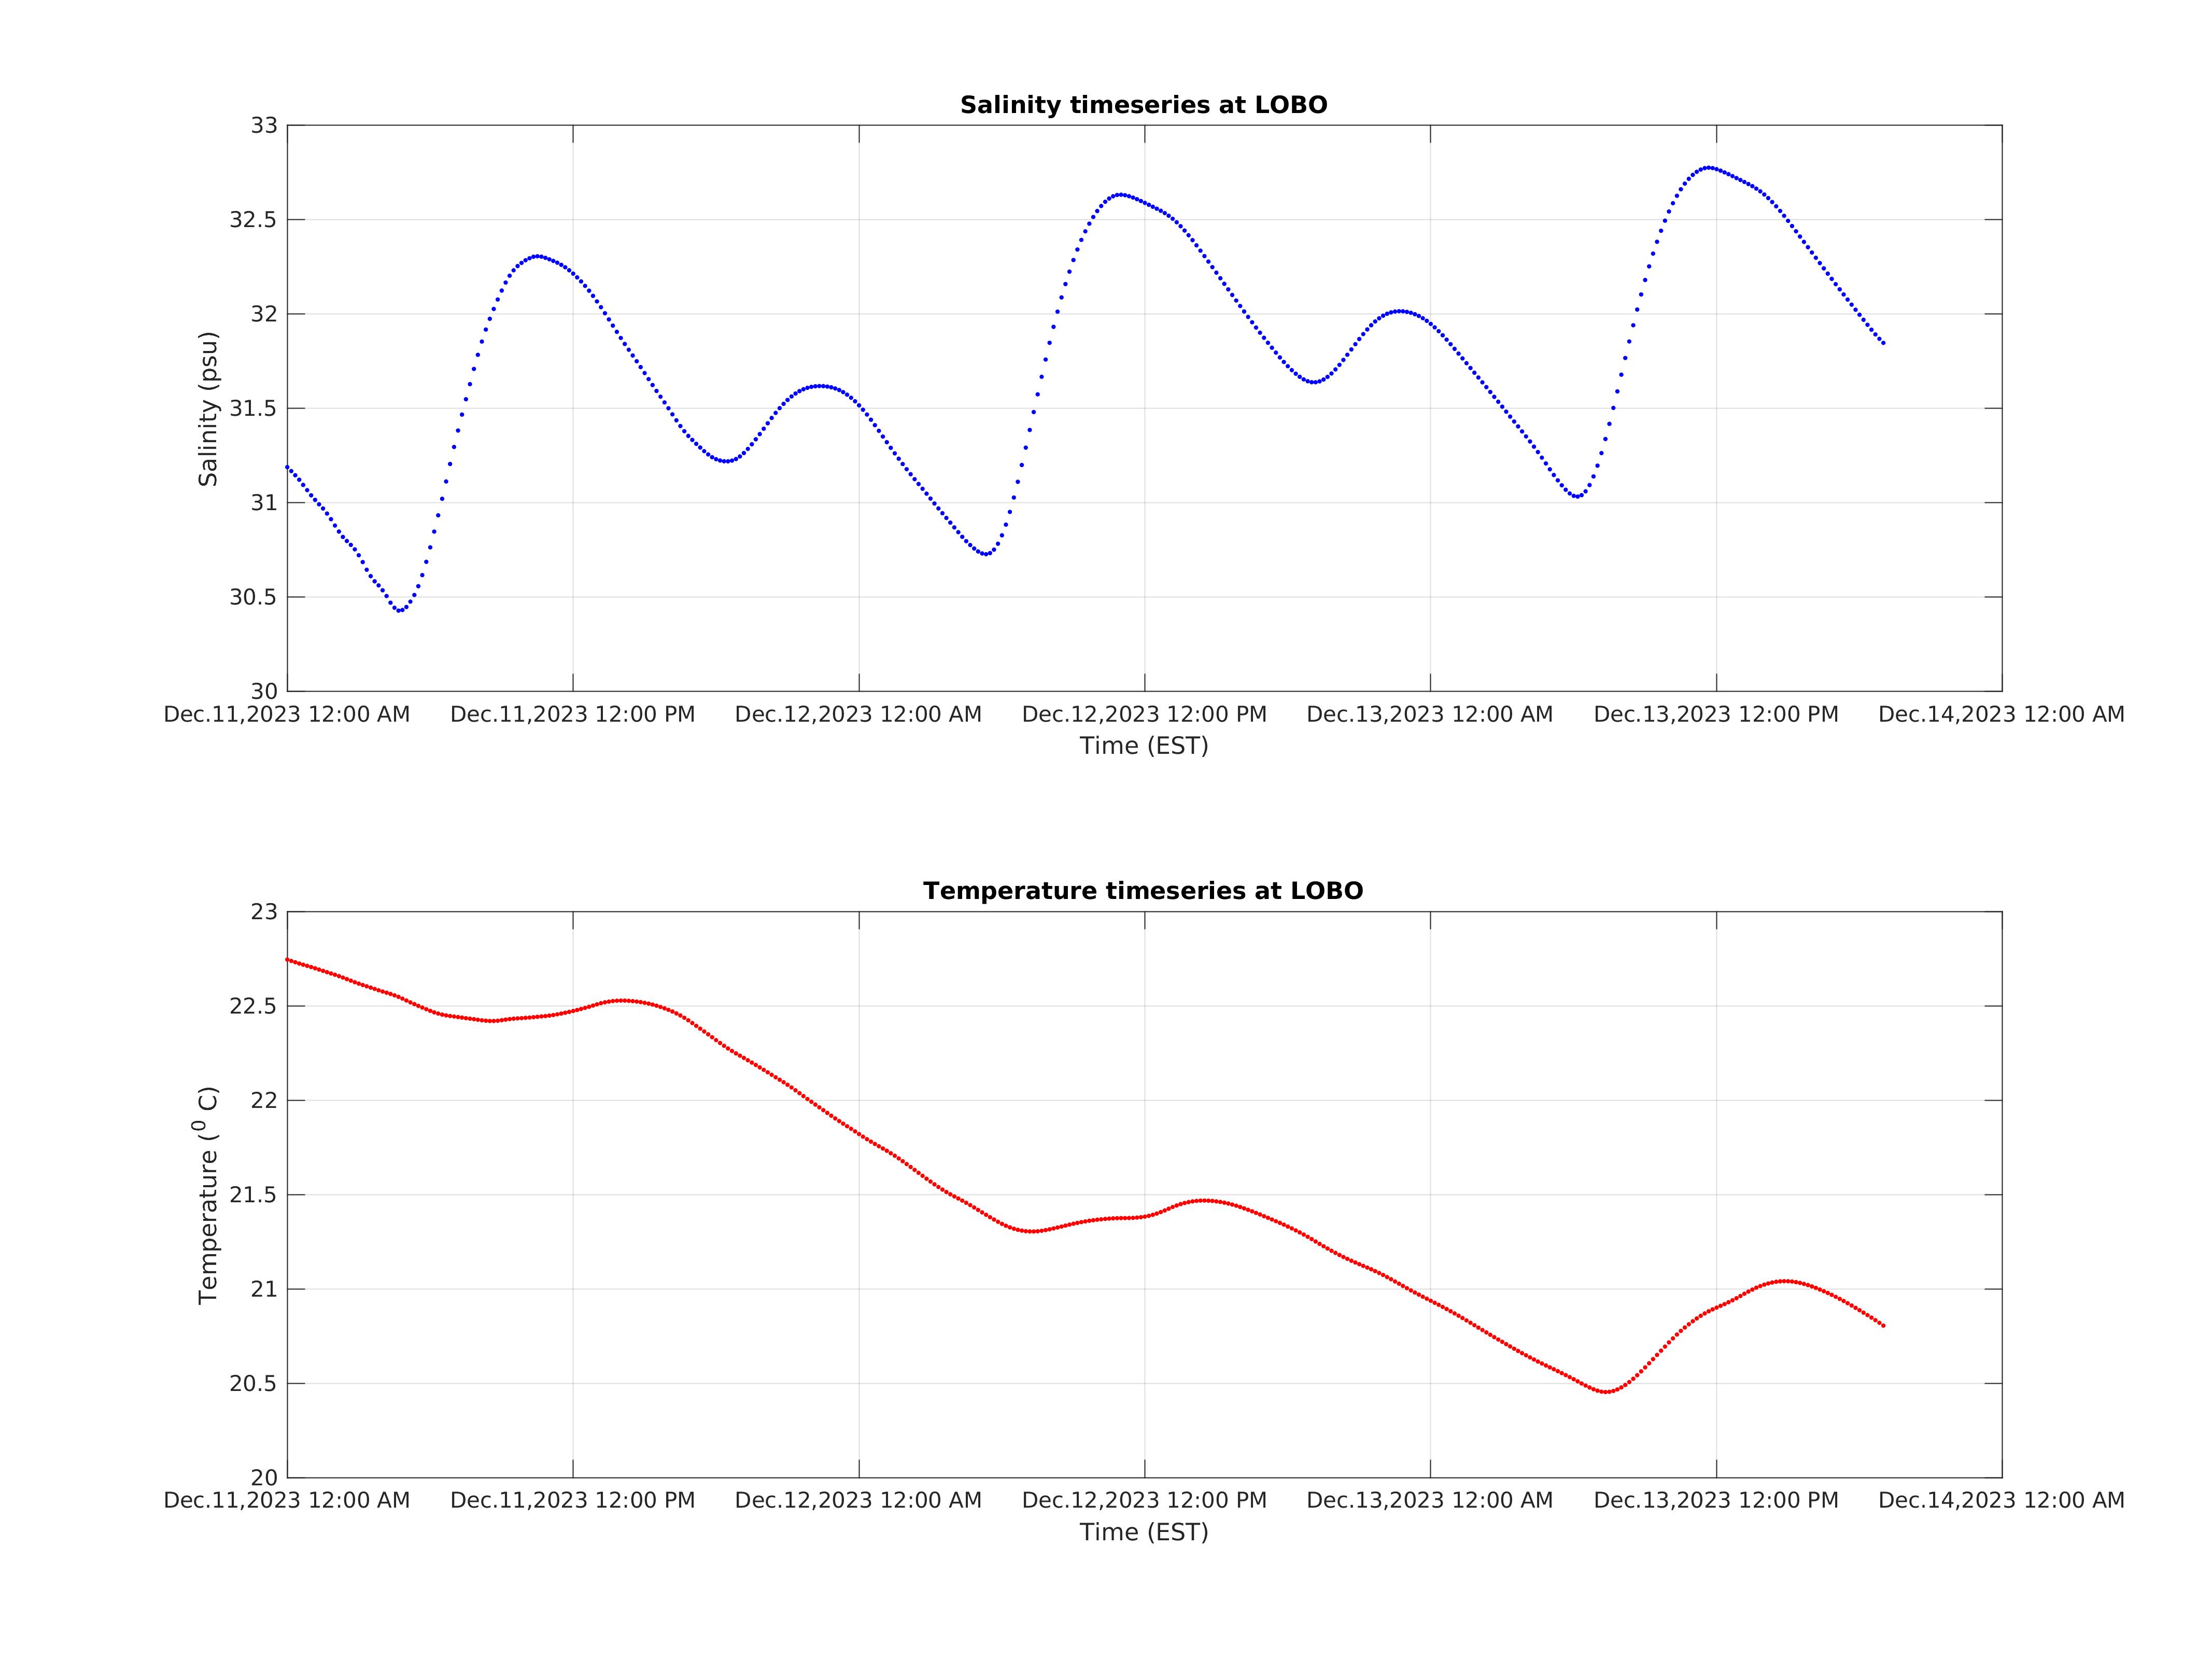 Salinity timeseries at LOBO
33
32.5
32
31.5
31
30.5
30
Salinity (psu)
Dec.11,2023 12:00 AM Dec.11,2023 12:00 PM Dec.12,2023 12:00 AM Dec.12,2023 12:00 PM Dec.13,2023 12:00 AM Dec.13,2023 12:00 PM Dec.14,2023 12:00 AM
Time (EST)
Temperature timeseries at LOBO
23
22.5
22
21.5
21
20.5
20
Temperature (⁰ C)
Dec.11,2023 12:00 AM Dec.11,2023 12:00 PM Dec.12,2023 12:00 AM Dec.12,2023 12:00 PM Dec.13,2023 12:00 AM Dec.13,2023 12:00 PM Dec.14,2023 12:00 AM
Time (EST)